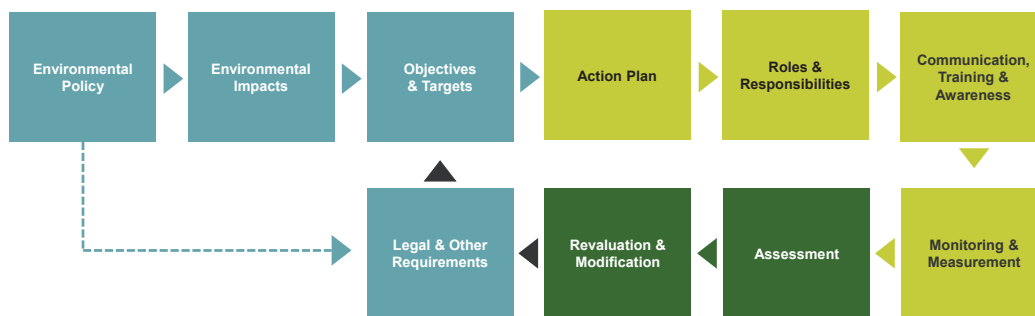 Environmental
Policy
Environmental
Impacts
Objectives
& Targets
Action Plan
Roles &
Responsibilities
Communication,
Training &
Awareness
Legal & Other
Requirements
Revaluation &
Modification
Assessment
Monitoring &
Measurement